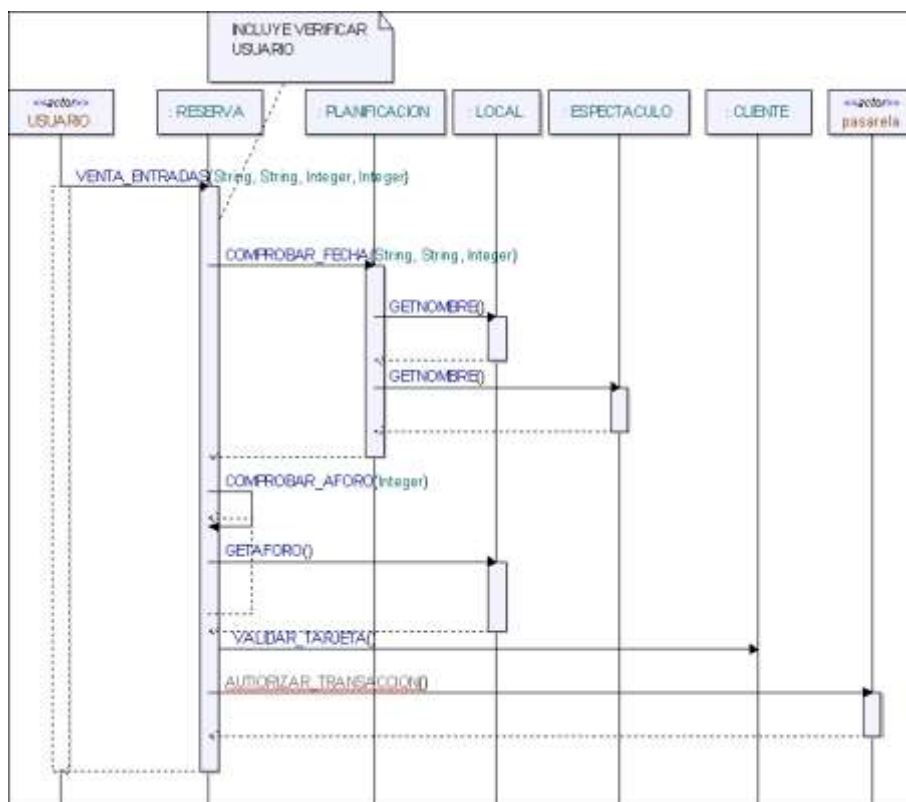 INCLUYE VERIFICAR
USUARIO
<<actor>>
USUARIO
: RESERVA
: PLANIFICACION
: LOCAL
: ESPECTACULO
: CLIENTE
<<actor>>
pasarela
VENTA_ENTRADAS(String, String, Integer, Integer)
COMPROBAR_FECHA(String, String, Integer)
GETNOMBRE()
GETNOMBRE()
COMPROBAR_AFORO(Integer)
GETAFORO()
VALIDAR_TARJETA()
AUTORIZAR_TRANSACCION()